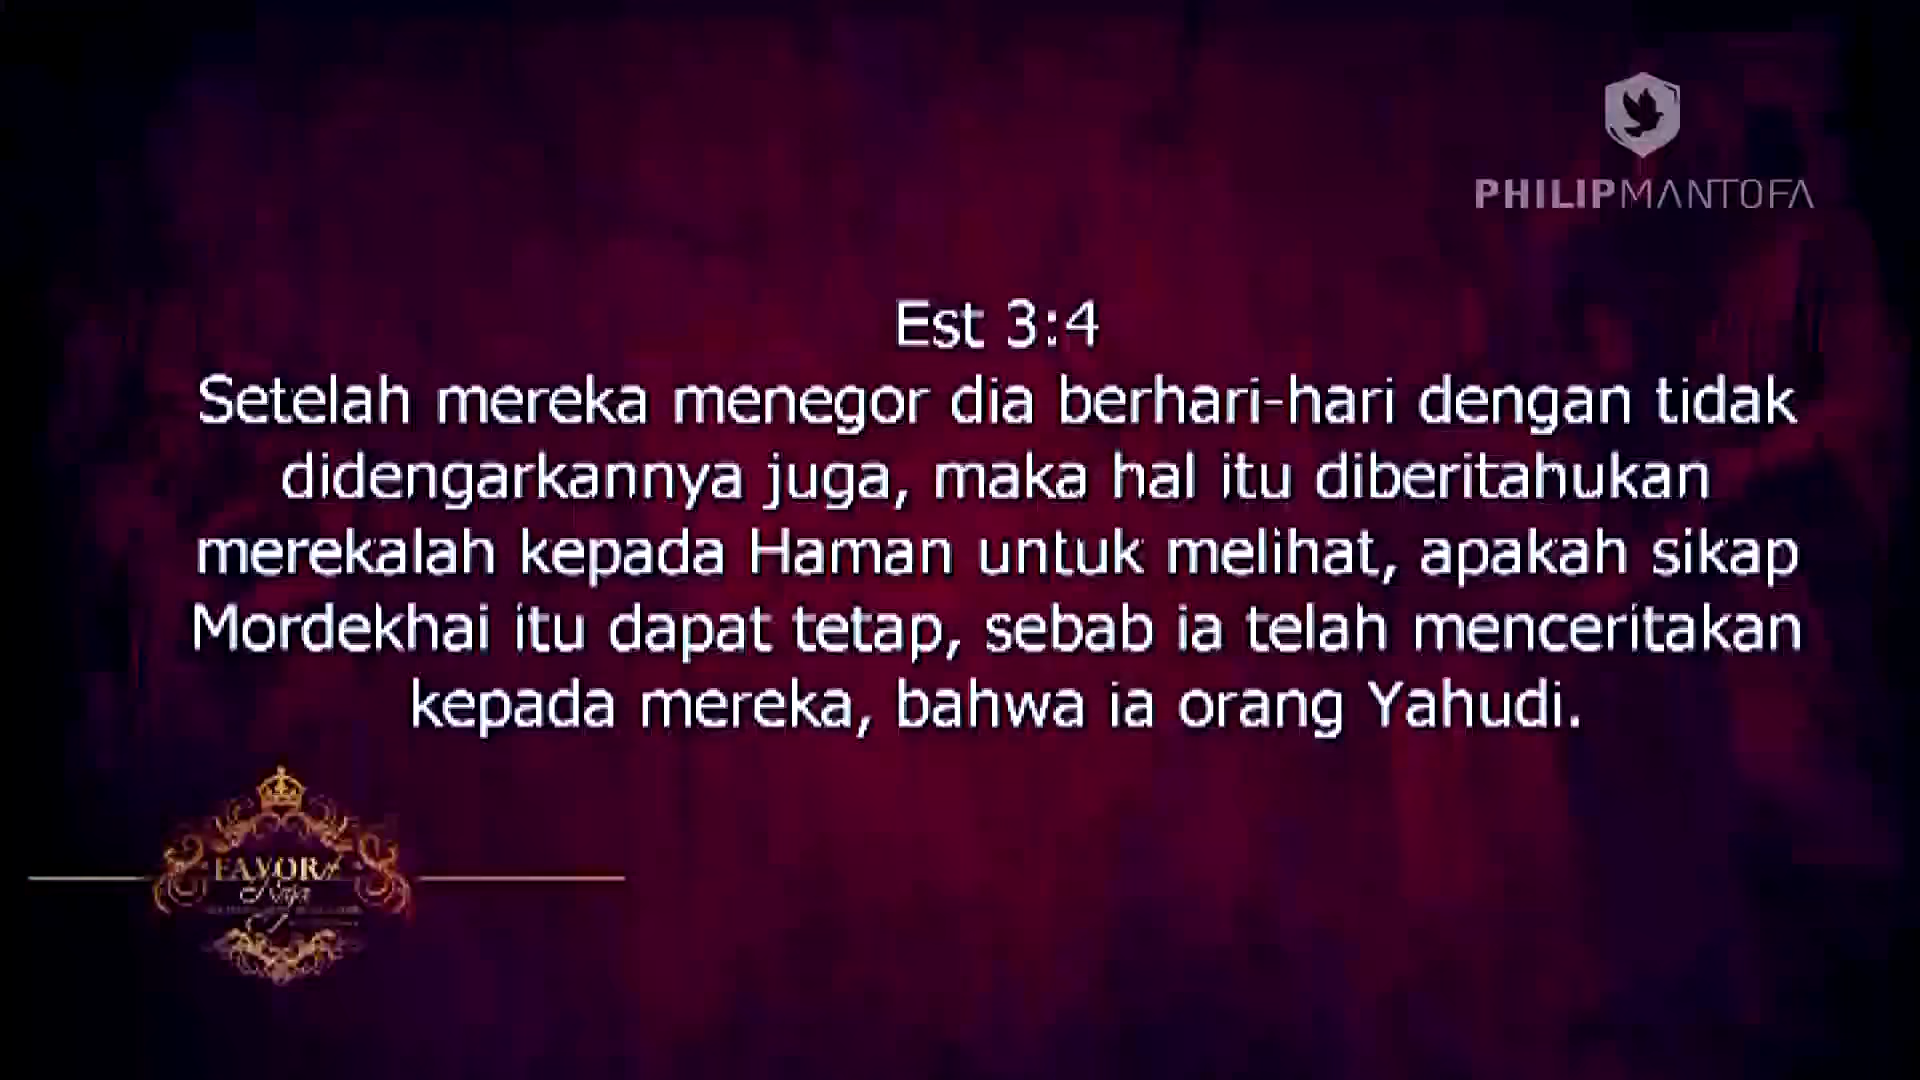 PHILIPMANTOFA
Est 3:4
Setelah mereka menegor dia berhari-hari dengan tidak
didengarkannya juga, maka hal itu diberitahukan
merekalah kepada Haman untuk melihat, apakah sikap
Mordekhai itu dapat tetap, sebab ia telah menceritakan
kepada mereka, bahwa ia orang Yahudi.
FAVOR